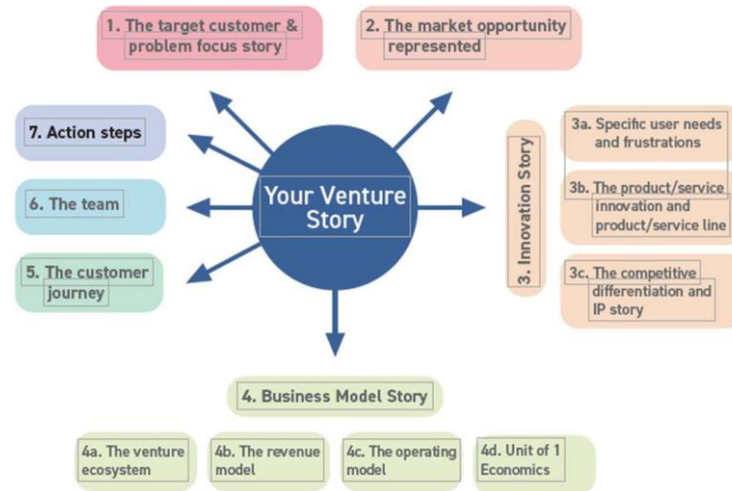 1. The target customer &
problem focus story
2. The market opportunity
represented
7. Action steps
6. The team
5. The customer
journey
Your Venture
Story
3. Innovation Story
3a. Specific user needs
and frustrations
3b. The product/service
innovation and
product/service line
3c. The competitive
differentiation and
IP story
4. Business Model Story
4a. The venture
ecosystem
4b. The revenue
model
4c. The operating
model
4d. Unit of 1
Economics